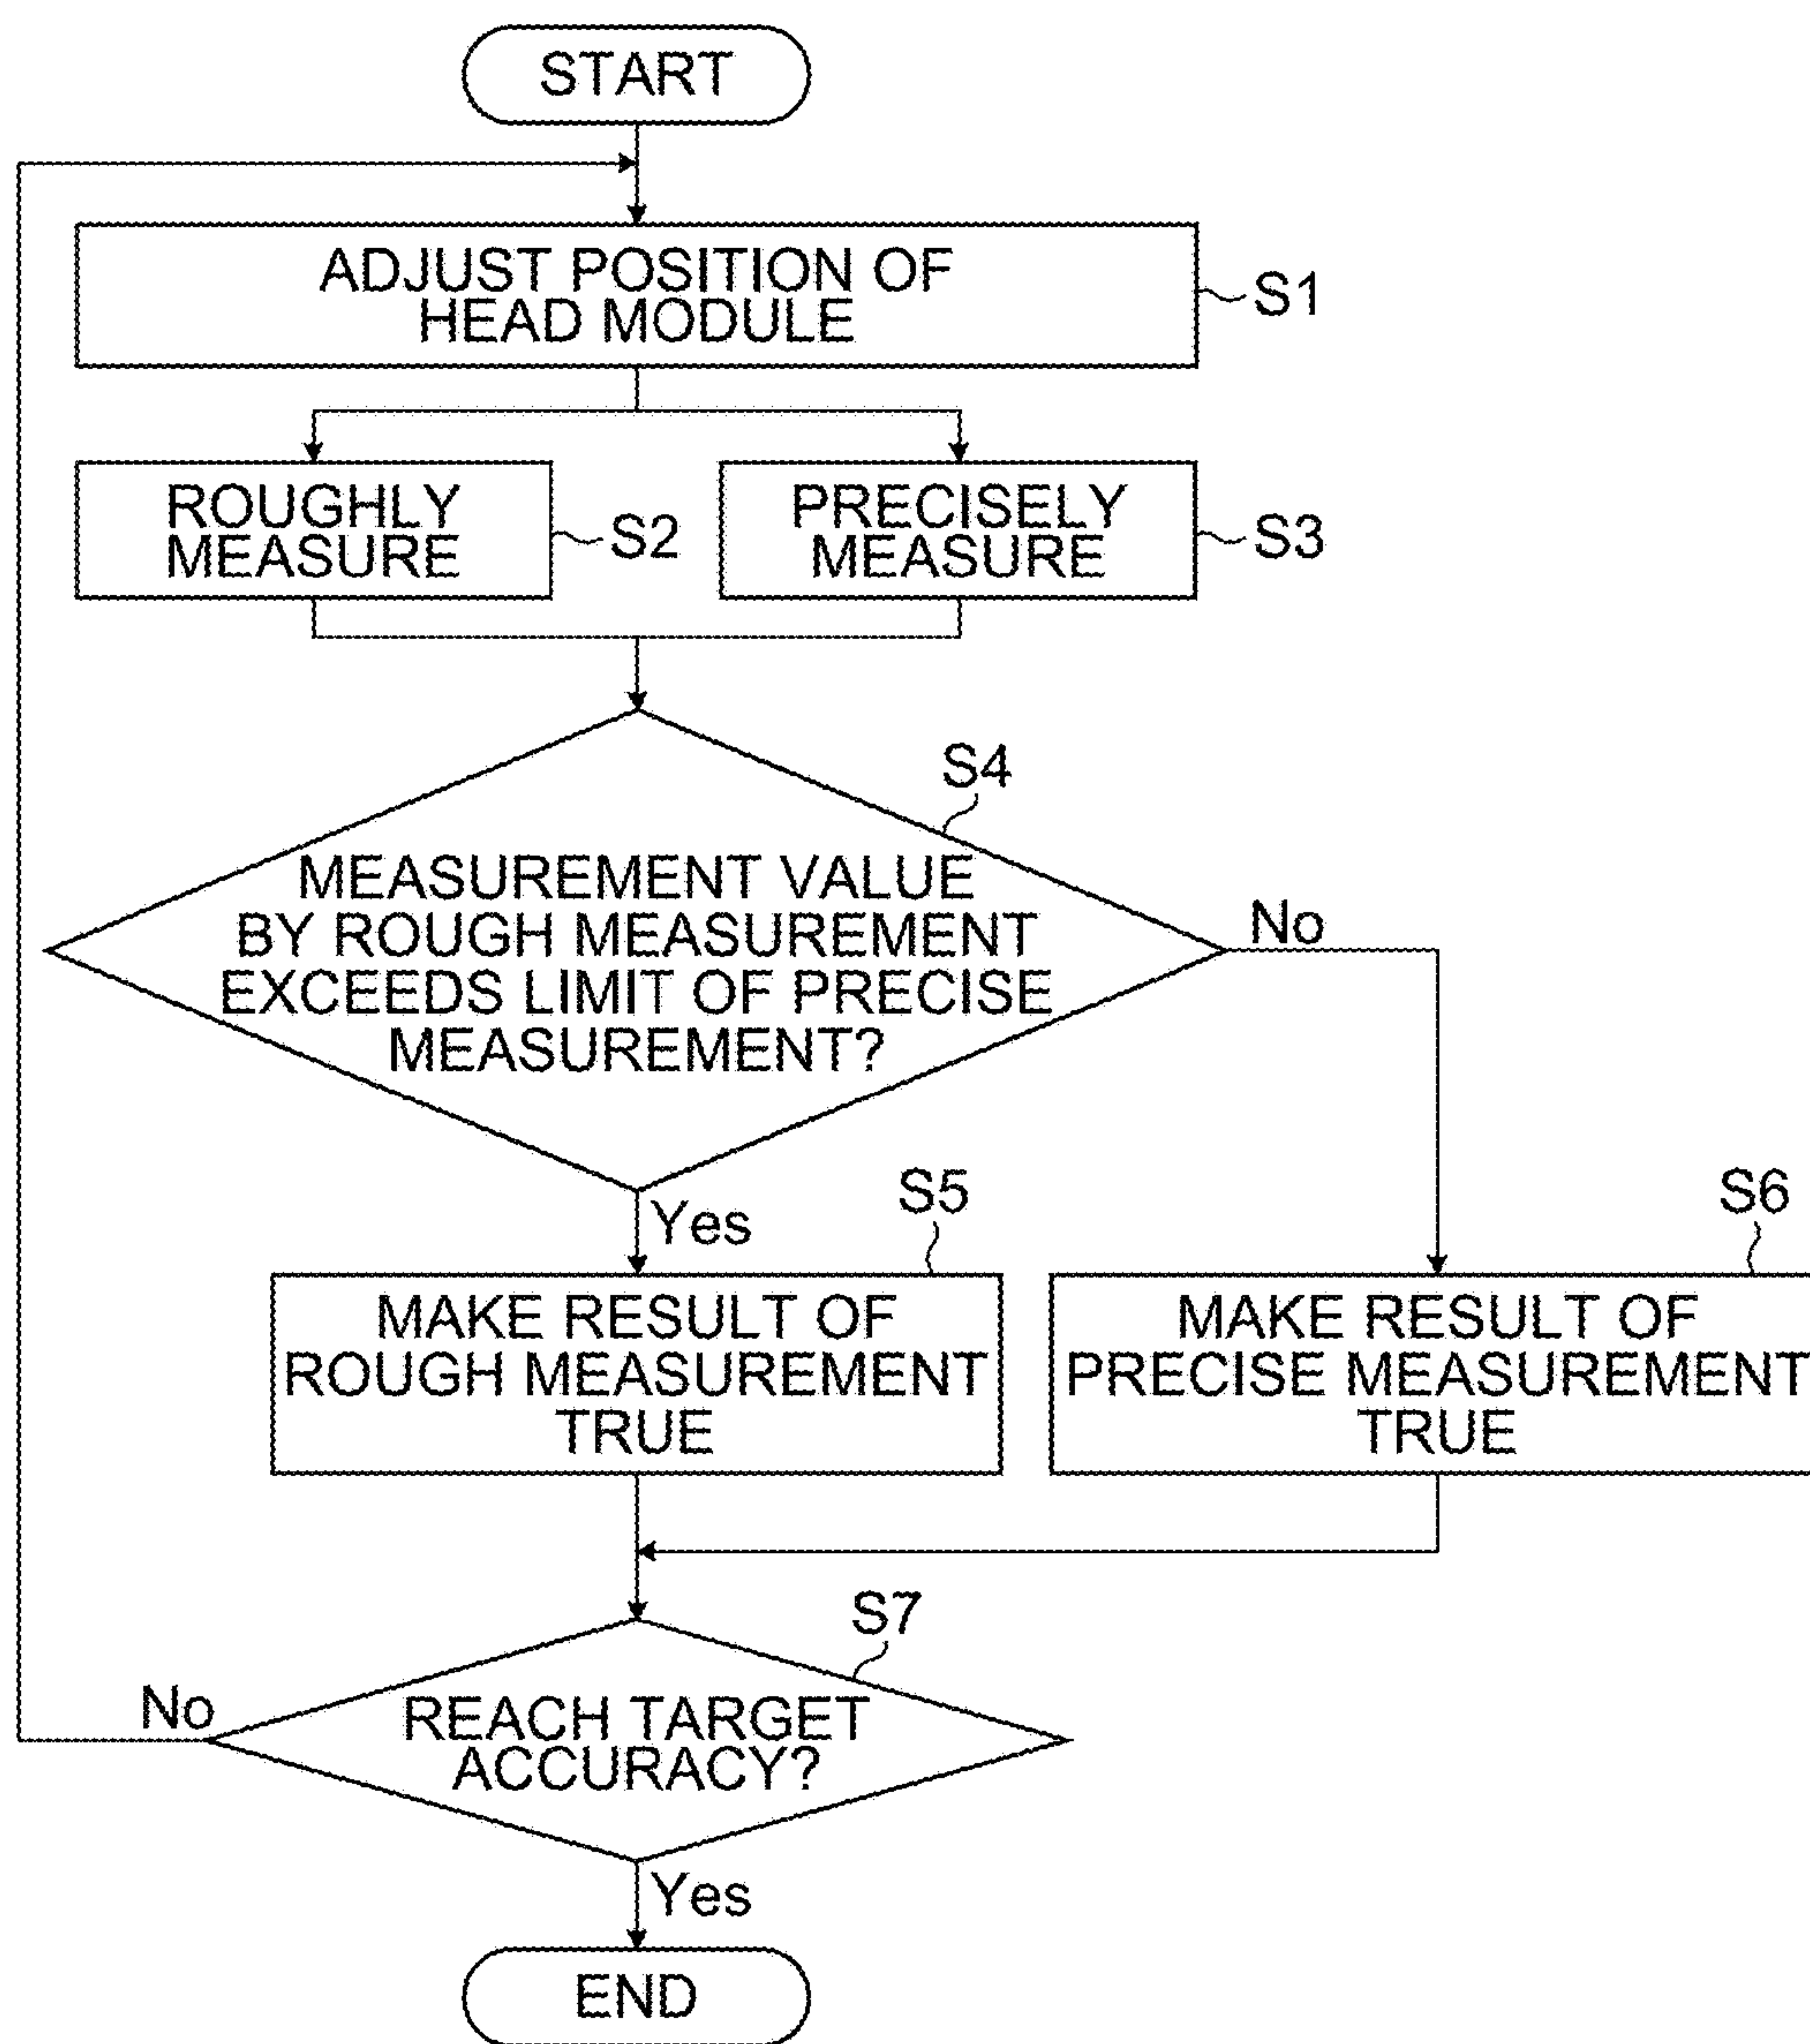 START
ADJUST POSITION OF
HEAD MODULE
S1
ROUGHLY
MEASURE
S2
PRECISELY
MEASURE
S3
S4
MEASUREMENT VALUE
BY ROUGH MEASUREMENT
EXCEEDS LIMIT OF PRECISE
MEASUREMENT?
No
Yes
S5
MAKE RESULT OF
ROUGH MEASUREMENT
TRUE
S6
MAKE RESULT OF
PRECISE MEASUREMENT
TRUE
S7
No
REACH TARGET
ACCURACY?
Yes
END